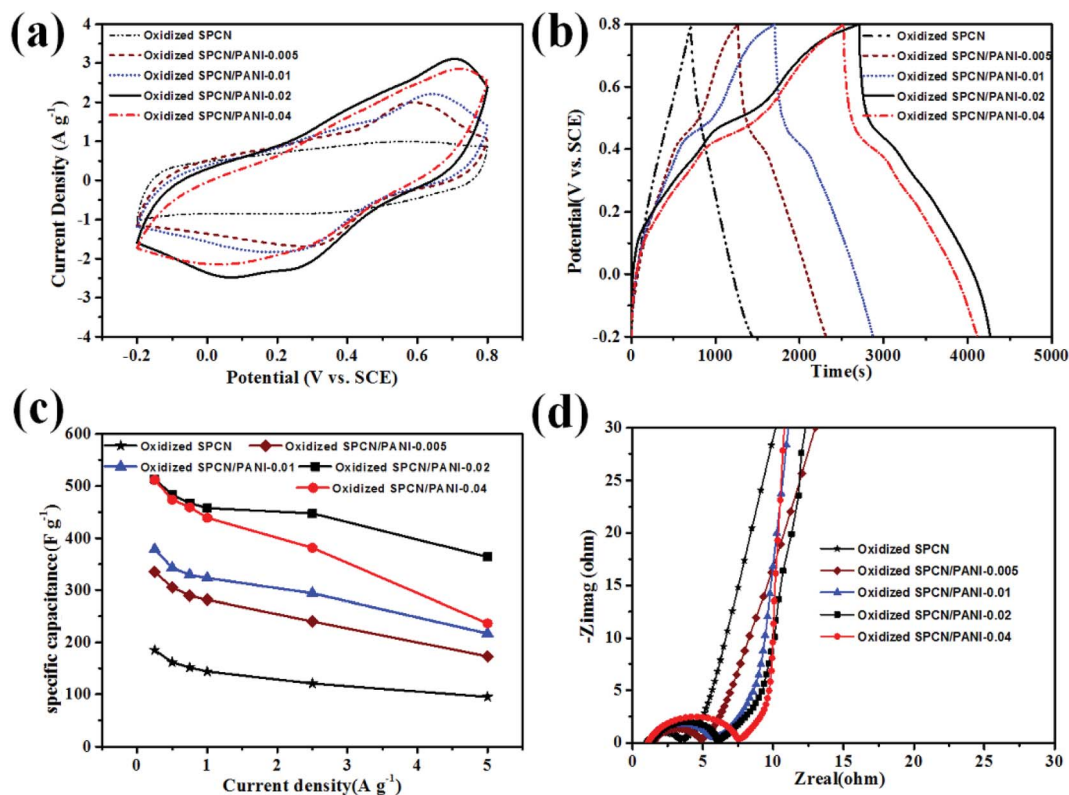 (a)
Oxidized SPCN
Oxidized SPCN/PANI-0.005
Oxidized SPCN/PANI-0.01
Oxidized SPCN/PANI-0.02
Oxidized SPCN/PANI-0.04
Current Density (A g-1)
4
3
2
1
0
-1
-2
-3
-4
-0.2 0.0 0.2 0.4 0.6 0.8
Potential (V vs. SCE)
(b)
Oxidized SPCN
Oxidized SPCN/PANI-0.005
Oxidized SPCN/PANI-0.01
Oxidized SPCN/PANI-0.02
Oxidized SPCN/PANI-0.04
Potential(V vs. SCE)
0.8
0.6
0.4
0.2
0.0
-0.2
0 1000 2000 3000 4000 5000
Time(s)
(c)
Oxidized SPCN Oxidized SPCN/PANI-0.005
Oxidized SPCN/PANI-0.01 Oxidized SPCN/PANI-0.02
Oxidized SPCN/PANI-0.04
specific capacitance(F g-1)
600
500
400
300
200
100
0
0 1 2 3 4 5
Current density(A g-1)
(d)
Oxidized SPCN
Oxidized SPCN/PANI-0.005
Oxidized SPCN/PANI-0.01
Oxidized SPCN/PANI-0.02
Oxidized SPCN/PANI-0.04
-Zimag (ohm)
30
25
20
15
10
5
0
0 5 10 15 20 25 30
Zreal(ohm)